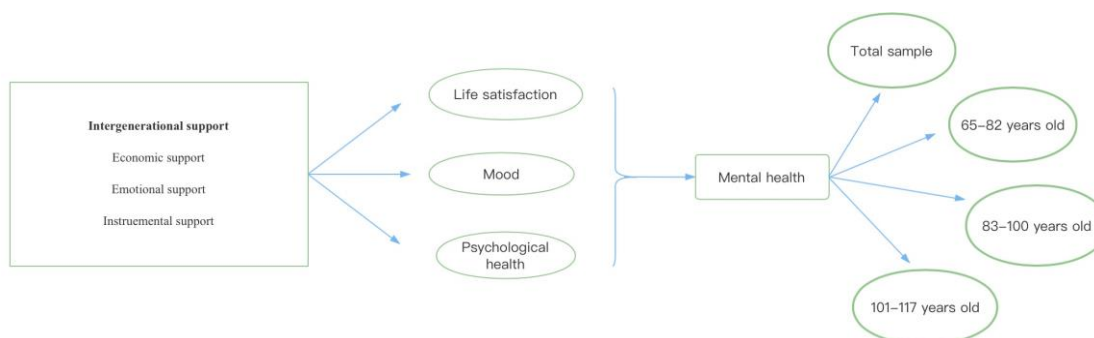 Intergenerational support
Economic support
Emotional support
Instruemental support
Life satisfaction
Mood
Psychological
health
Mental health
Total sample
65–82 years old
83–100 years old
101–117 years old